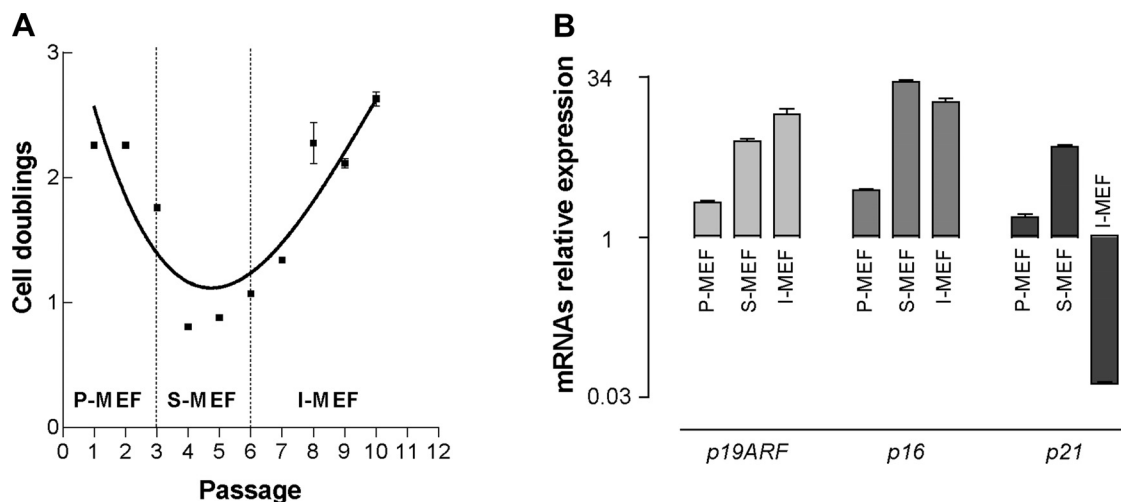 A
3
2
1
0
Cell doublings
P-MEF S-MEF I-MEF
0 1 2 3 4 5 6 7 8 9 10 11 12
Passage
B
34
1
0.03
mRNAs relative expression
P-MEF
S-MEF
I-MEF
P-MEF
S-MEF
I-MEF
P-MEF
S-MEF
I-MEF
p19ARF p16 p21